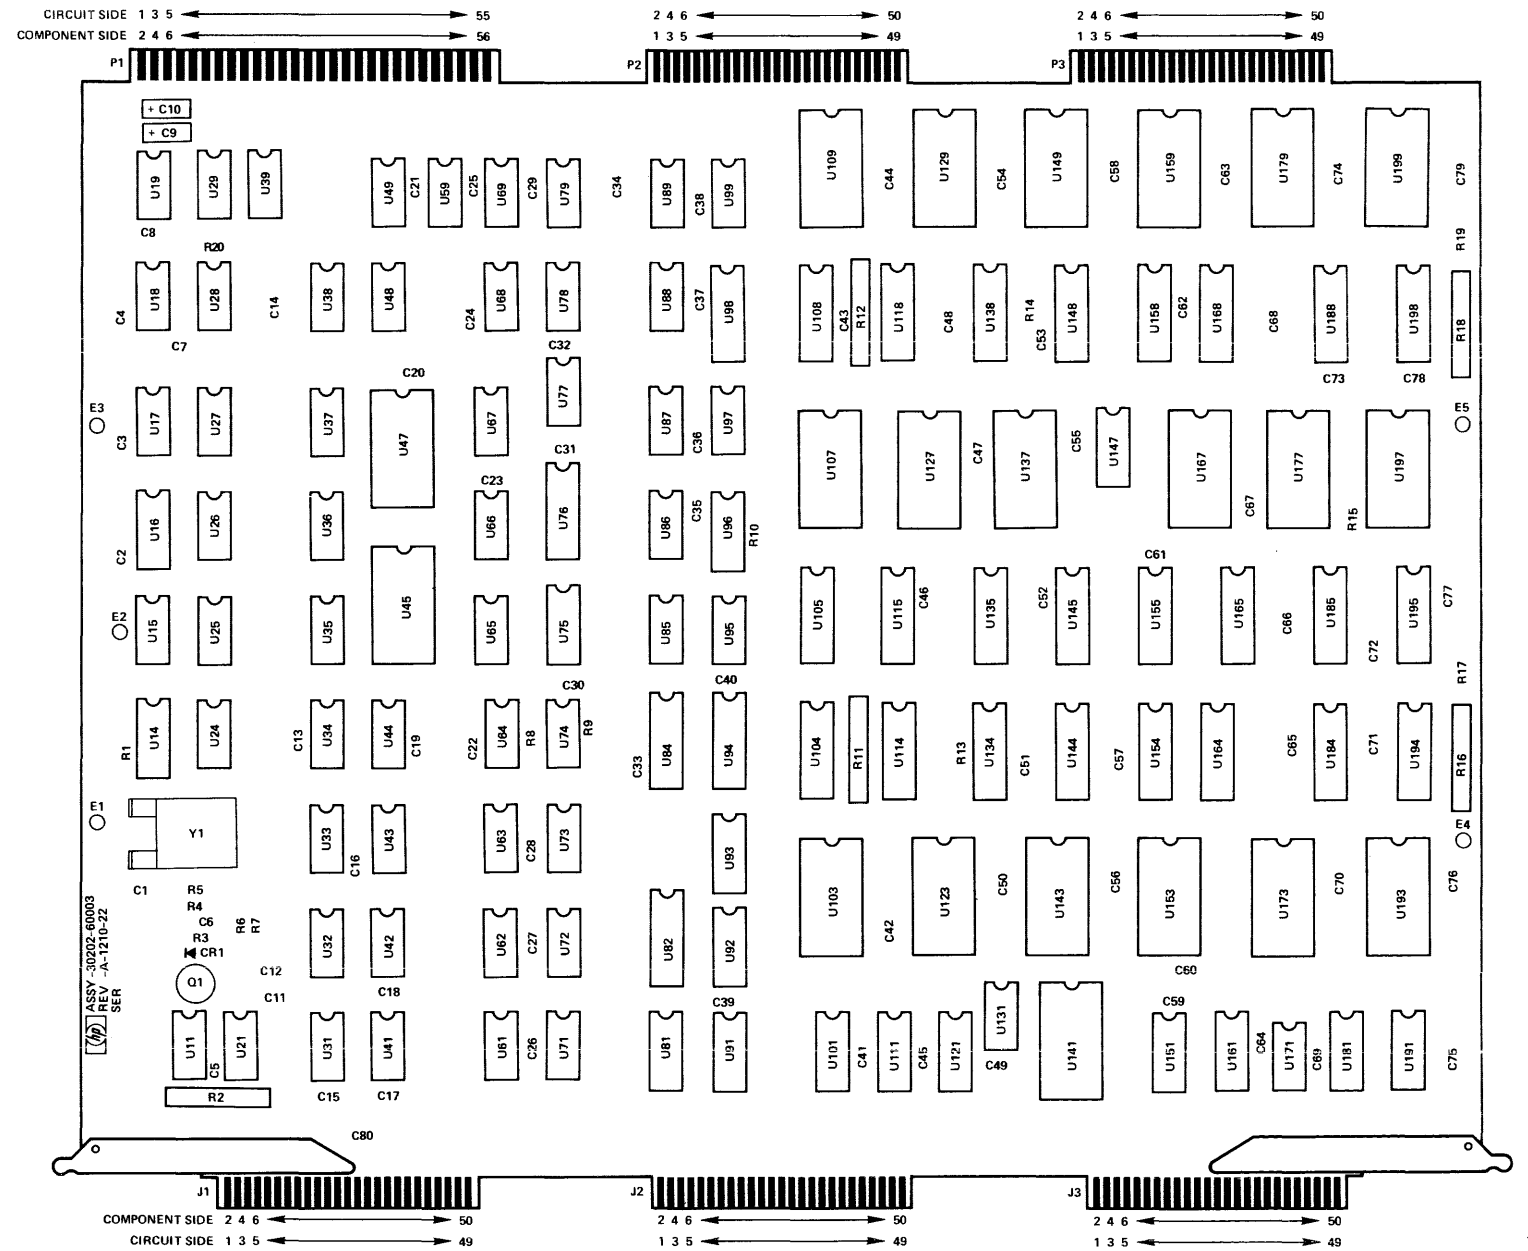 CIRCUIT SIDE 1 3 5 55 2 4 6 50 2 4 6 50
COMPONENT SIDE 2 4 6 56 1 3 5 49 1 3 5 49
P1 P2 P3
+ C10
+ C9
U19 U29 U39 U49 C21 U59 C25 U69 C29 U79 C34 U89 C38 U99 U109 C44 U129 C54 U149 C58 U159 C63 U179 C74 U199 C79
C8
R20 R19
C4 U18 U28 C14 U38 U48 C24 U68 U78 U88 C37 U98 U108 C43 R12 U118 C48 U138 R14 C53 U148 U158 C62 U168 C68 U188 U198 R18
C7 C32
C20 C73 C78
E3 U77 E5
C3 U17 U27 U37 U47 U67 U87 C36 U97 U107 U127 C47 U137 C55 U147 U167 U177 U197
C31
C23 C67 R15
C2 U16 U26 U36 U66 U76 U86 C35 U96 R10
C61
E2 U15 U25 U35 U45 U65 U75 U85 U95 U105 U115 C46 U135 C52 U145 U155 U165 C66 U185 C72 U195 C77
C30 C40 R17
R1 U14 U24 C13 U34 U44 C19 C22 U64 R8 U74 R9 C33 U84 U94 U104 R11 U114 R13 U134 C51 U144 C57 U154 U164 C65 U184 C71 U194 R16
E1 E4
Y1 U33 C16 U43 U63 C28 U73 U93
C1 R5 U103 U123 C50 U143 C56 U153 U173 C70 U193 C76
R4
C6 R6 R7 C42
R3 U32 U42 U62 C27 U72 U82 U92
CR1
C12 C60
Q1 C18
C11 C39 C59
ASSY -30202-60003
REV -A-1210-22
SER
hp
U11 C5 U21 U31 U41 U61 C26 U71 U81 U91 U101 C41 U111 C45 U121 U131 U141 U151 U161 C64 U171 C69 U181 U191 C75
C49
R2 C15 C17
C80
J1 J2 J3
COMPONENT SIDE 2 4 6 50 2 4 6 50 2 4 6 50
CIRCUIT SIDE 1 3 5 49 1 3 5 49 1 3 5 49